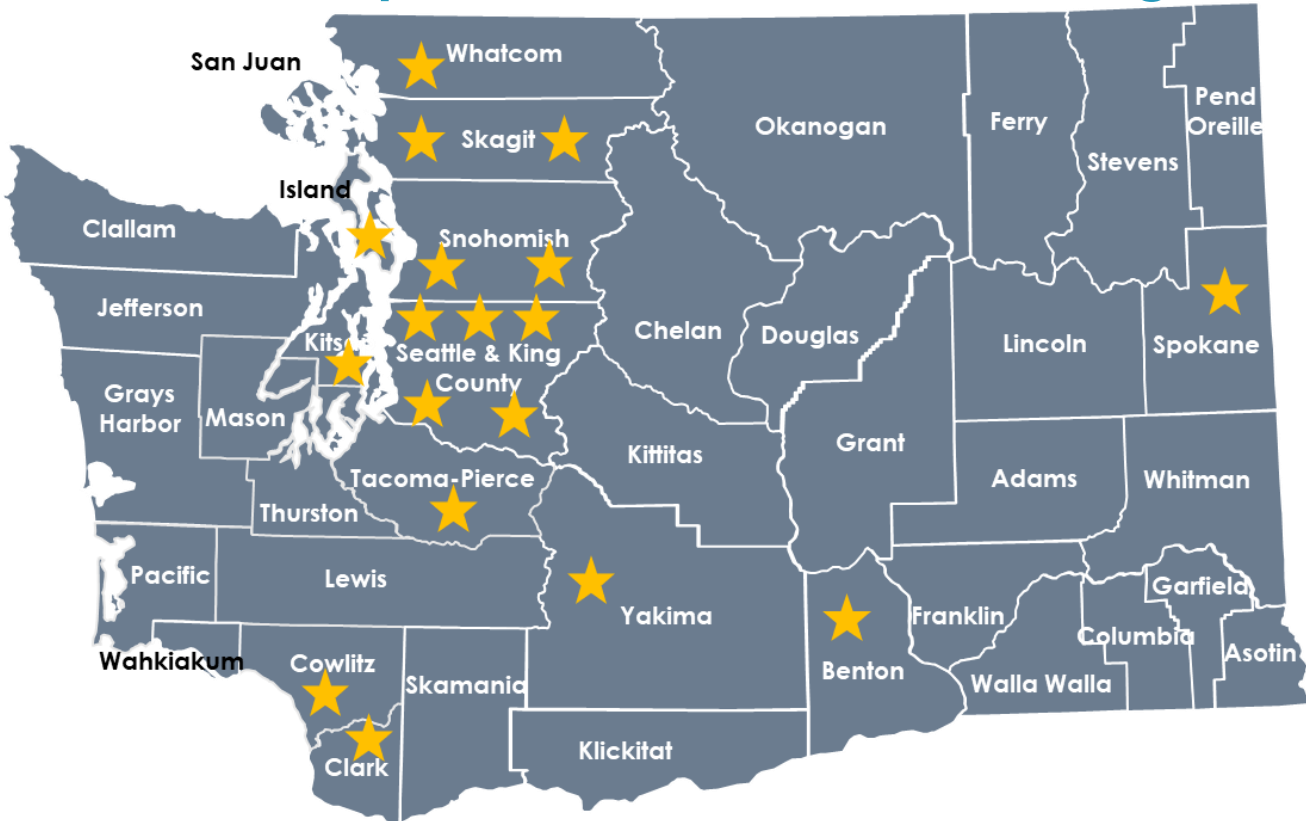 San Juan
Whatcom
Pend
Oreille
Okanogan
Ferry
Skagit
Stevens
Island
Clallam
Snohomish
Jefferson
Chelan
Douglas
Lincoln
Spokane
Seattle & King
County
Grays
Harbor
Mason
Grant
Kittitas
Tacoma-Pierce
Adams
Whitman
Thurston
Pacific
Lewis
Yakima
Garfield
Franklin
Columbia
Wahkiakum
Cowlitz
Skamania
Benton
Walla Walla
Asotin
Klickitat
Clark